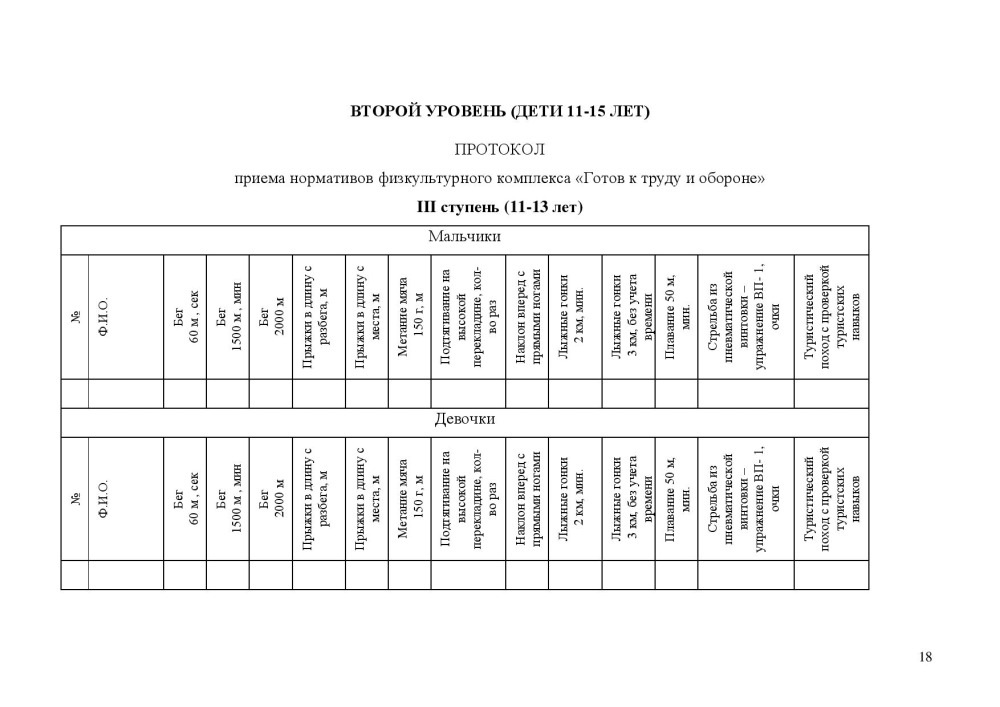 ВТОРОЙ УРОВЕНЬ (ДЕТИ 11-15 ЛЕТ)
ПРОТОКОЛ
приема нормативов физкультурного комплекса «Готов к труду и обороне»
III ступень (11-13 лет)
Мальчики
№
Ф.И.О.
Бег
60 м , сек
Бег
1500 м , мин
Бег
2000 м
Прыжки в длину с
разбега, м
Прыжки в длину с
места, м
Метание мяча
150 г, м
Подтягивание на
высокой
перекладине, кол-
во раз
Наклон вперед с
прямыми ногами
Лыжные гонки
2 км, мин.
Лыжные гонки
3 км, без учета
времени
Плавание 50 м,
мин.
Стрельба из
пневматической
винтовки –
упражнение ВП- 1,
очки
Туристический
поход с проверкой
туристских
навыков
Девочки
№
Ф.И.О.
Бег
60 м , сек
Бег
1500 м , мин
Бег
2000 м
Прыжки в длину с
разбега, м
Прыжки в длину с
места, м
Метание мяча
150 г, м
Подтягивание на
высокой
перекладине, кол-
во раз
Наклон вперед с
прямыми ногами
Лыжные гонки
2 км, мин.
Лыжные гонки
3 км, без учета
времени
Плавание 50 м,
мин.
Стрельба из
пневматической
винтовки –
упражнение ВП- 1,
очки
Туристический
поход с проверкой
туристских
навыков
18